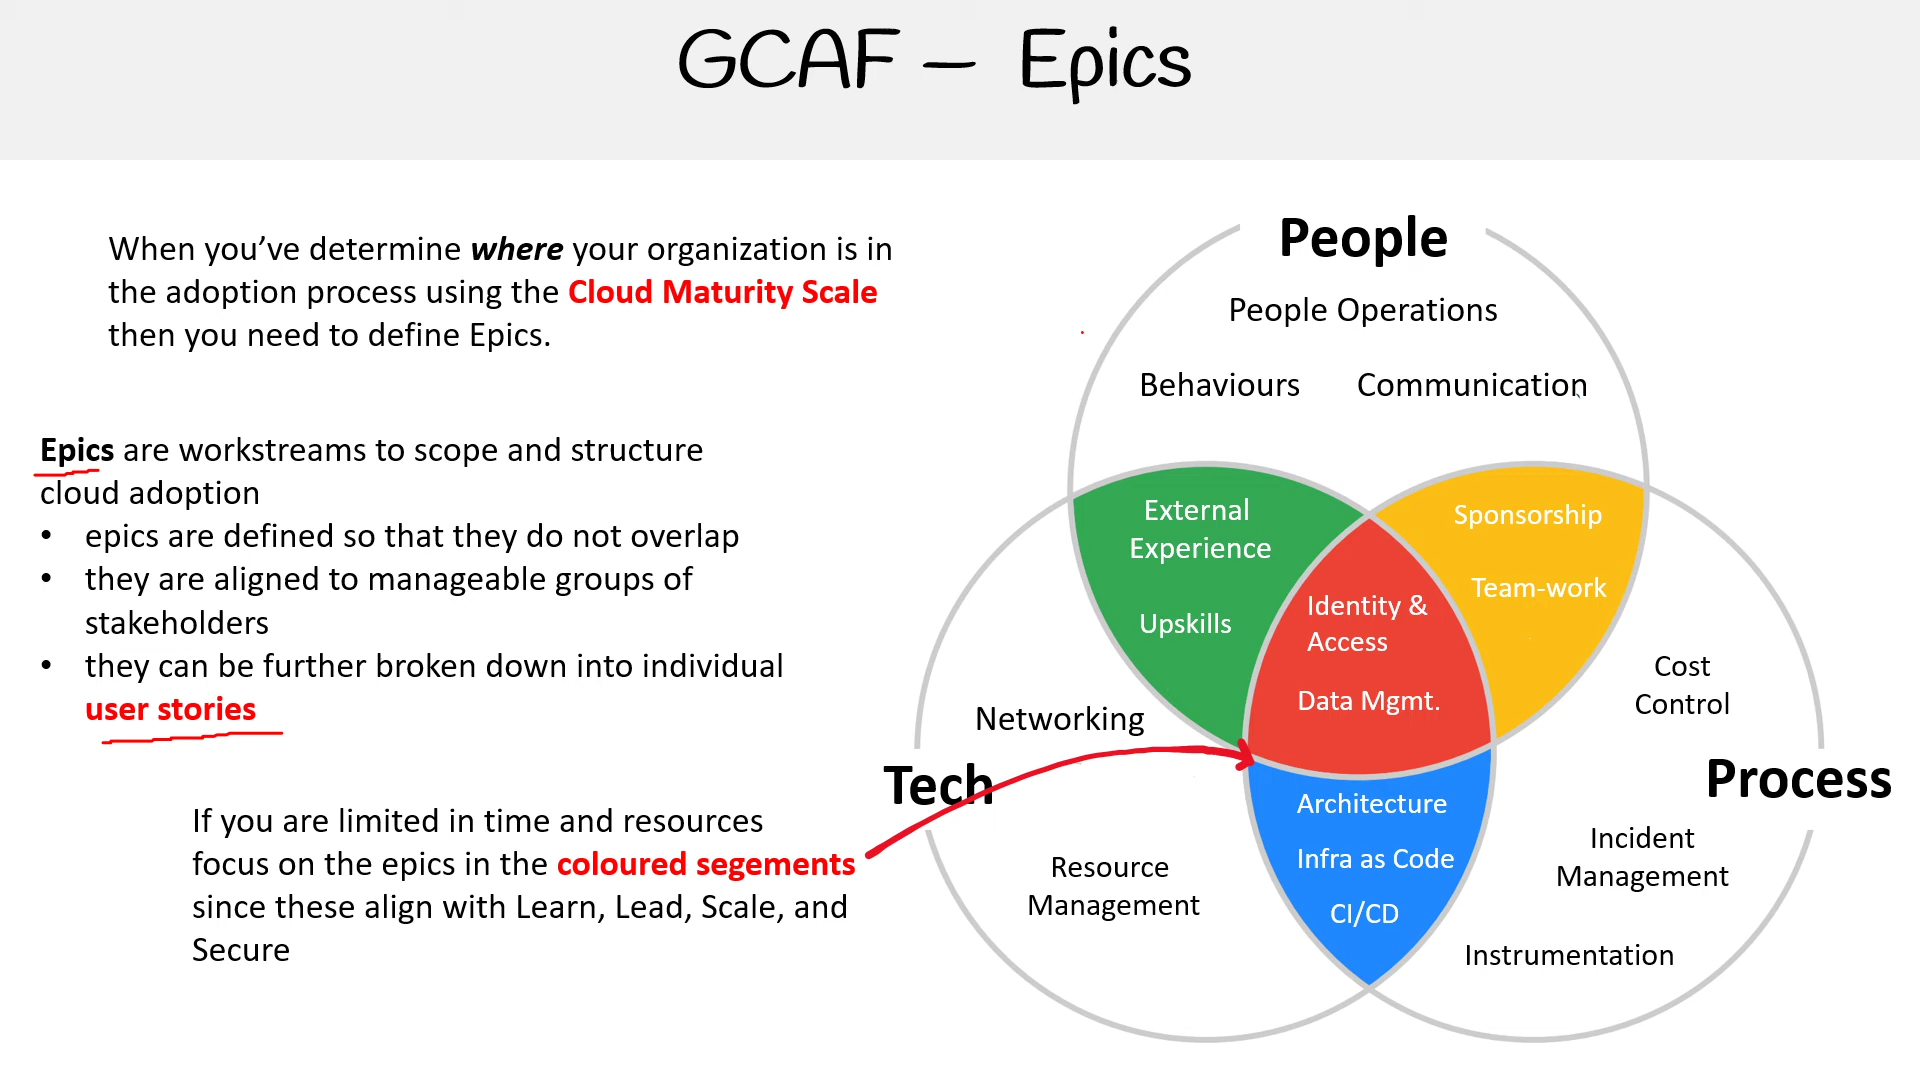 GCAF – Epics
When you’ve determine where your organization is in
the adoption process using the Cloud Maturity Scale
then you need to define Epics.
Epics are workstreams to scope and structure
cloud adoption
• epics are defined so that they do not overlap
• they are aligned to manageable groups of
stakeholders
• they can be further broken down into individual
user stories
If you are limited in time and resources
focus on the epics in the coloured segements
since these align with Learn, Lead, Scale, and
Secure
People
People Operations
Behaviours
Communication
External
Experience
Upskills
Sponsorship
Team-work
Identity &
Access
Data Mgmt.
Networking
Tech
Resource
Management
Architecture
Infra as Code
CI/CD
Cost
Control
Process
Incident
Management
Instrumentation